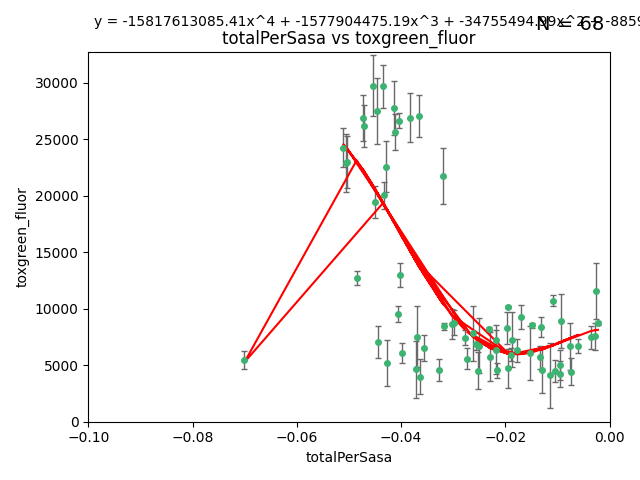 y = -15817613085.41x^4 + -1577904475.19x^3 + -34755494.99x^2 + -8859
N = 68
totalPerSasa vs toxgreen_fluor
30000
25000
20000
15000
10000
5000
0
toxgreen_fluor
−0.10 −0.08 −0.06 −0.04 −0.02 0.00
totalPerSasa